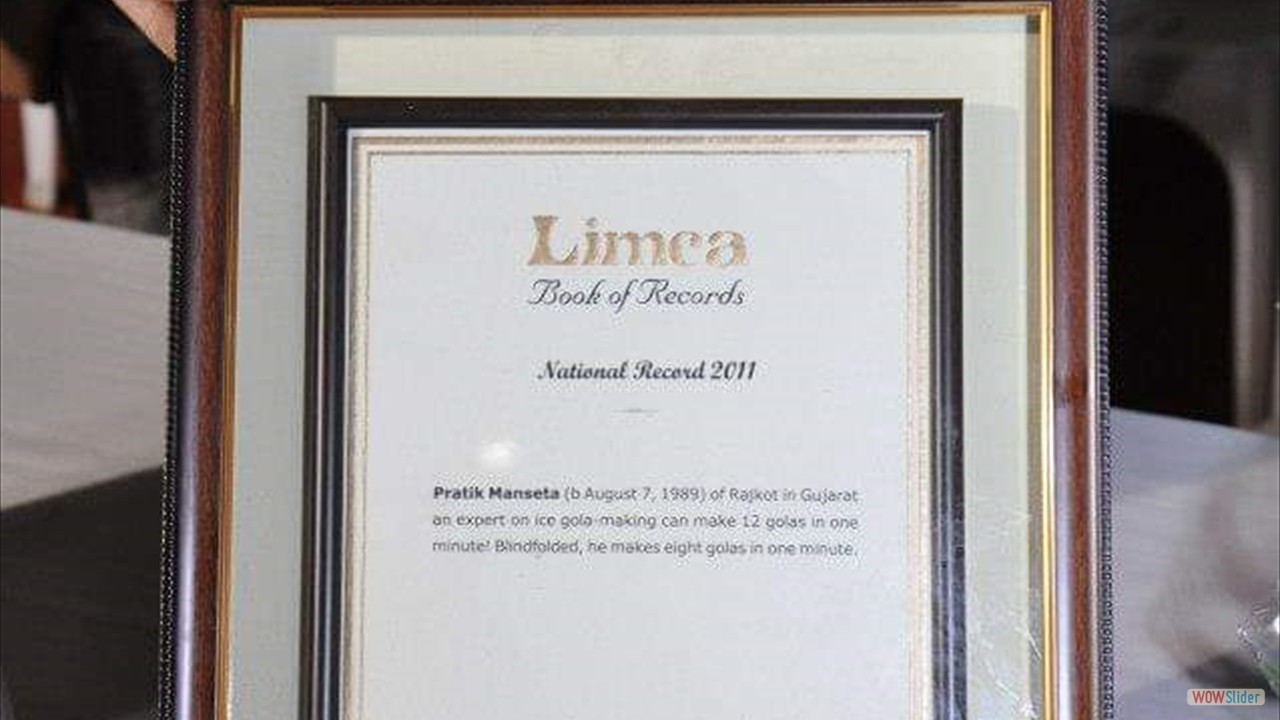 Limca
Book of Records
National Record 2011
Pratik Manseta (b August 7, 1989) of Rajkot in Gujarat
an expert on ice gola-making can make 12 golas in one
minute! Blindfolded, he makes eight golas in one minute.
WOWSlider